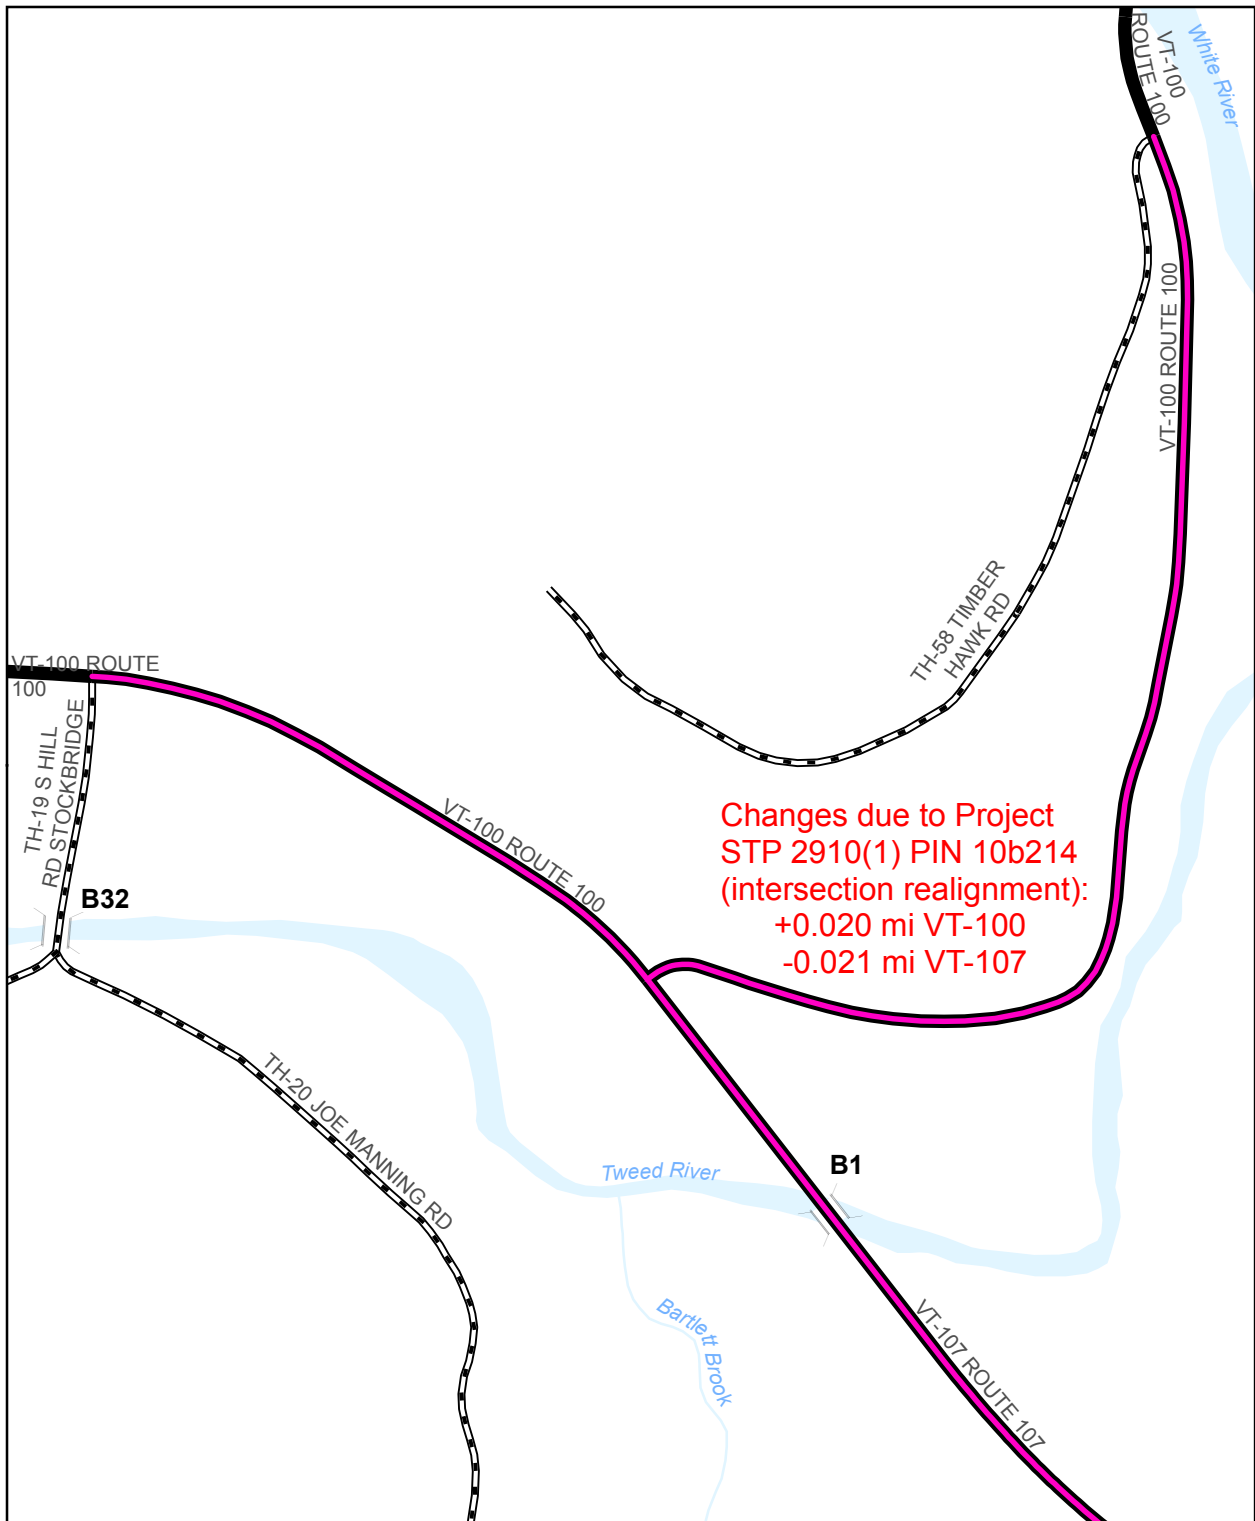 VT-100
ROUTE 100
White River
VT-100 ROUTE 100
TH-58 TIMBER
HAWK RD
VT-100 ROUTE
100
TH-19 S HILL
RD STOCKBRIDGE
VT-100 ROUTE 100
Changes due to Project
STP 2910(1) PIN 10b214
(intersection realignment):
+0.020 mi VT-100
-0.021 mi VT-107
B32
TH-20 JOE MANNING RD
Tweed River
B1
Bartlett Brook
VT-107 ROUTE 107